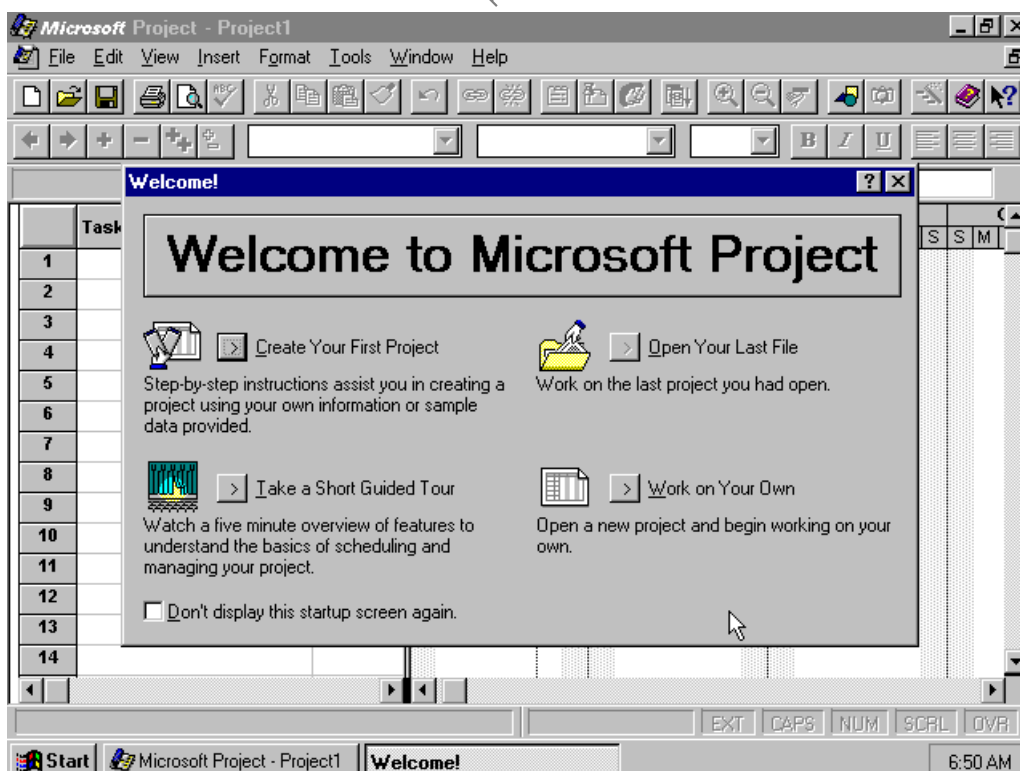 Microsoft Project - Project1
File Edit View Insert Format Tools Window Help
ABC
B I U
Welcome!
Task
S S M
Welcome to Microsoft Project
Create Your First Project
Step-by-step instructions assist you in creating a
project using your own information or sample
data provided.
Open Your Last File
Work on the last project you had open.
Take a Short Guided Tour
Watch a five minute overview of features to
understand the basics of scheduling and
managing your project.
Work on Your Own
Open a new project and begin working on your
own.
Don't display this startup screen again.
1
2
3
4
5
6
7
8
9
10
11
12
13
14
EXT CAPS NUM SCRL OVR
Start Microsoft Project - Project1 Welcome! 6:50 AM